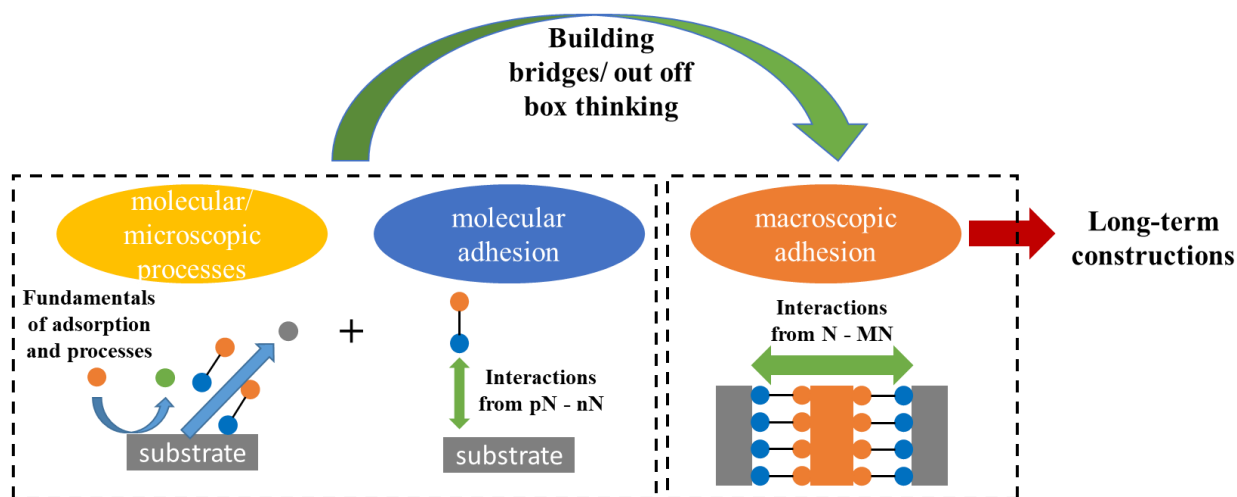 Building
bridges/ out off
box thinking
molecular/
microscopic
processes
molecular
adhesion
macroscopic
adhesion
Long-term
constructions
Fundamentals
of adsorption
and processes
+
Interactions
from pN - nN
Interactions
from N - MN
substrate
substrate